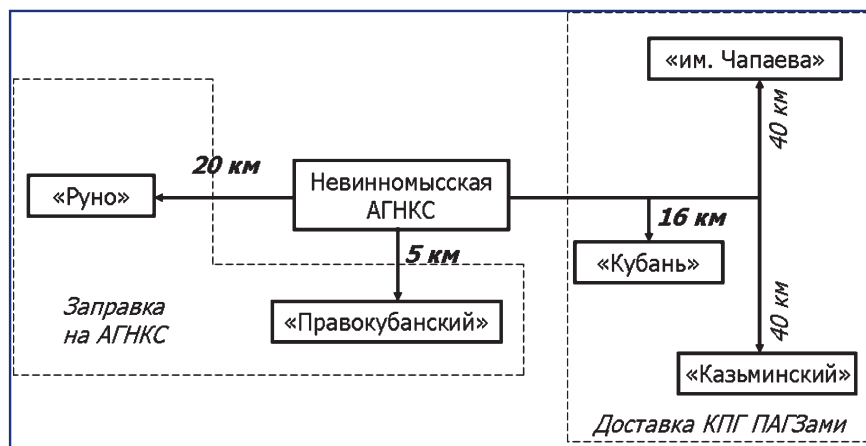 «им. Чапаева»
40 км
20 км
Невинномысская
АГНКС
«Руно»
16 км
5 км
«Кубань»
Заправка
на АГНКС
«Правокубанский»
40 км
«Казьминский»
Доставка КПГ ПАГЗами